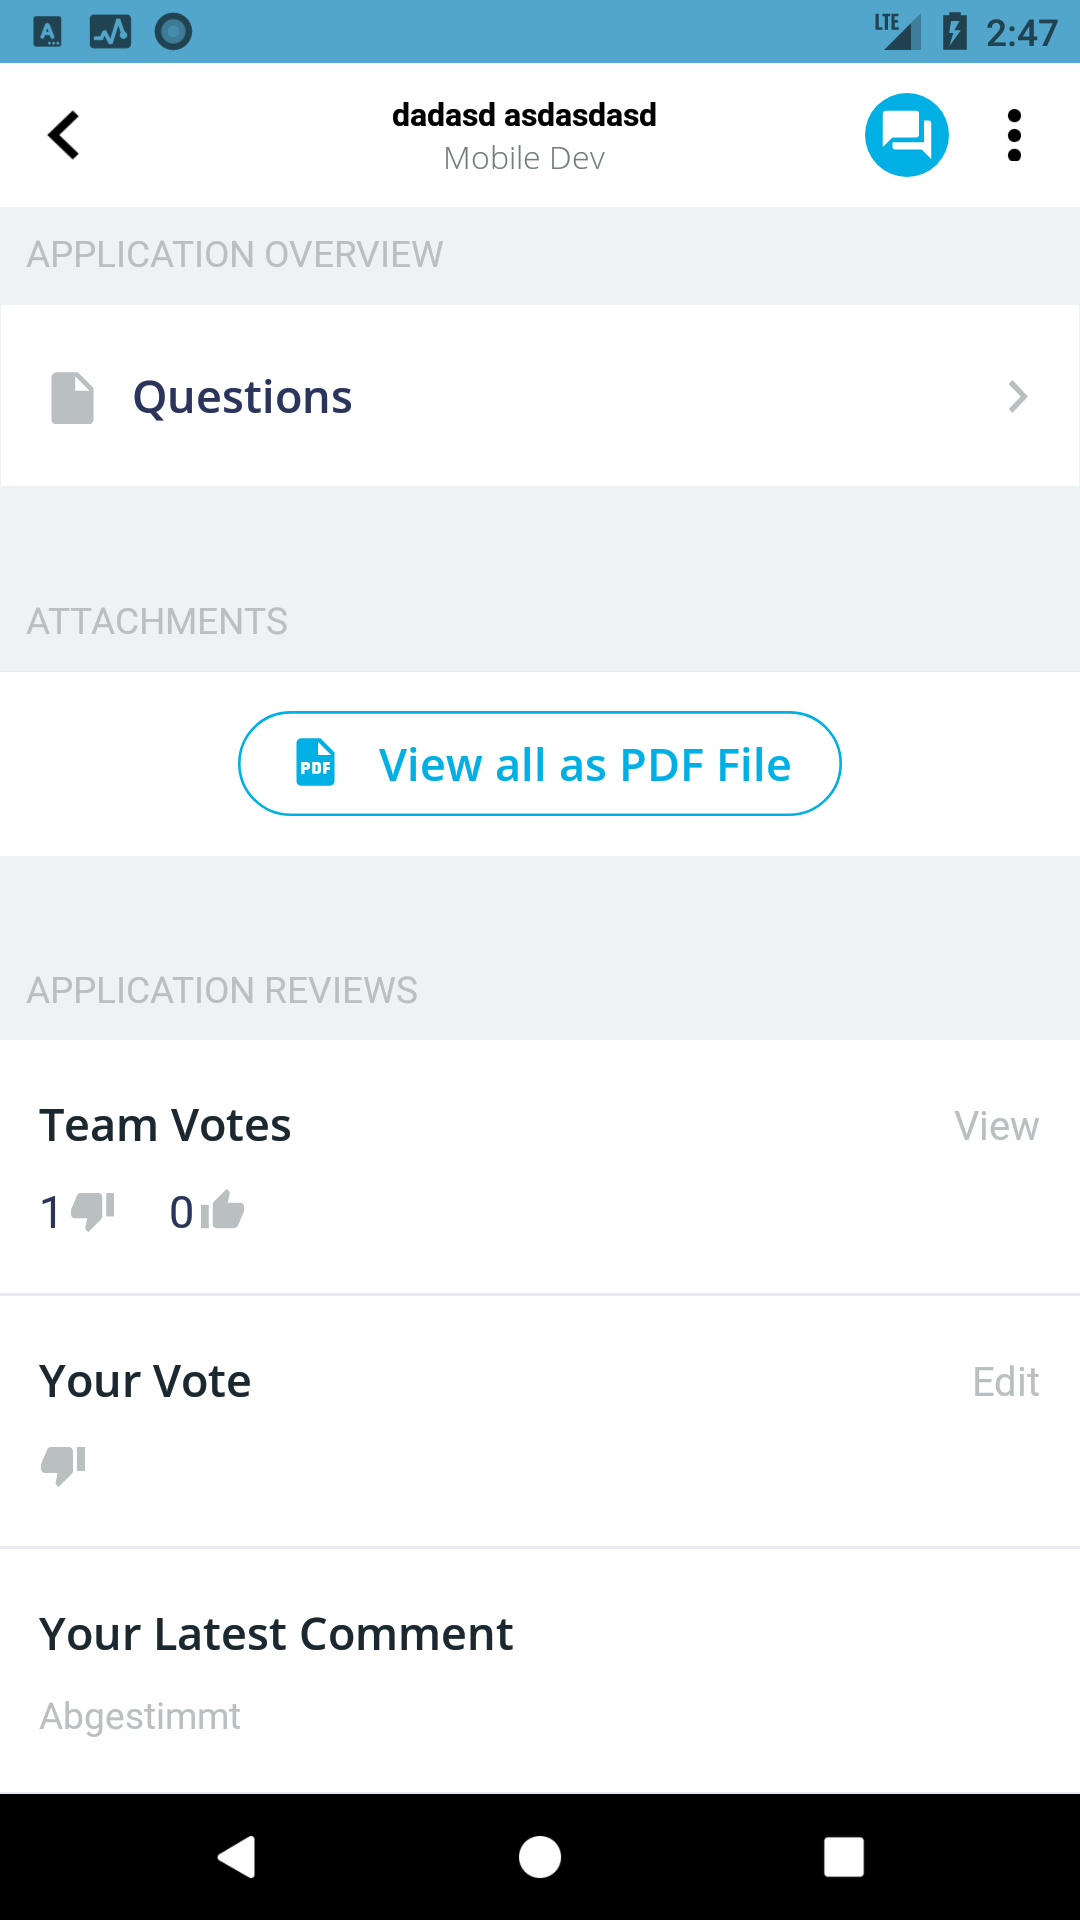 LTE 2:47
dadasd asdasdasd
Mobile Dev
APPLICATION OVERVIEW
Questions
ATTACHMENTS
PDF View all as PDF File
APPLICATION REVIEWS
Team Votes View
1 0
Your Vote Edit
Your Latest Comment
Abgestimmt